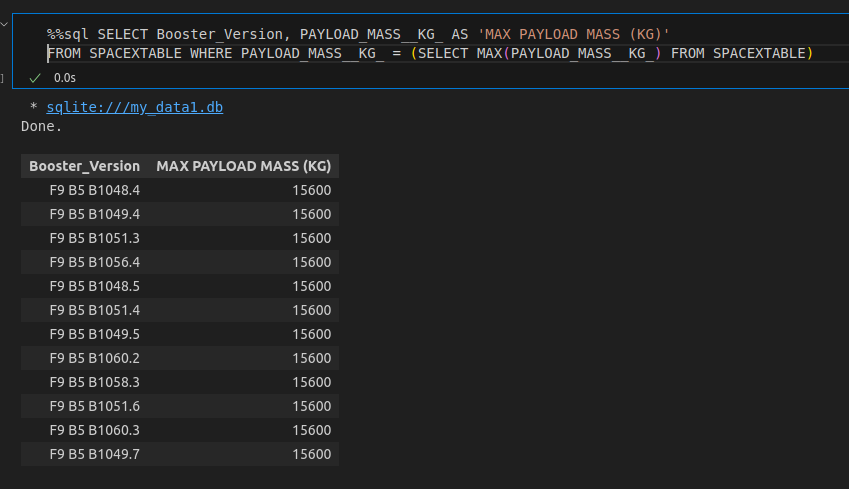 %%sql SELECT Booster_Version, PAYLOAD_MASS__KG_ AS 'MAX PAYLOAD MASS (KG)'
FROM SPACEXTABLE WHERE PAYLOAD_MASS__KG_ = (SELECT MAX(PAYLOAD_MASS__KG_) FROM SPACEXTABLE)
] ✓ 0.0s
* sqlite:///my_data1.db
Done.
Booster_Version MAX PAYLOAD MASS (KG)
F9 B5 B1048.4 15600
F9 B5 B1049.4 15600
F9 B5 B1051.3 15600
F9 B5 B1056.4 15600
F9 B5 B1048.5 15600
F9 B5 B1051.4 15600
F9 B5 B1049.5 15600
F9 B5 B1060.2 15600
F9 B5 B1058.3 15600
F9 B5 B1051.6 15600
F9 B5 B1060.3 15600
F9 B5 B1049.7 15600